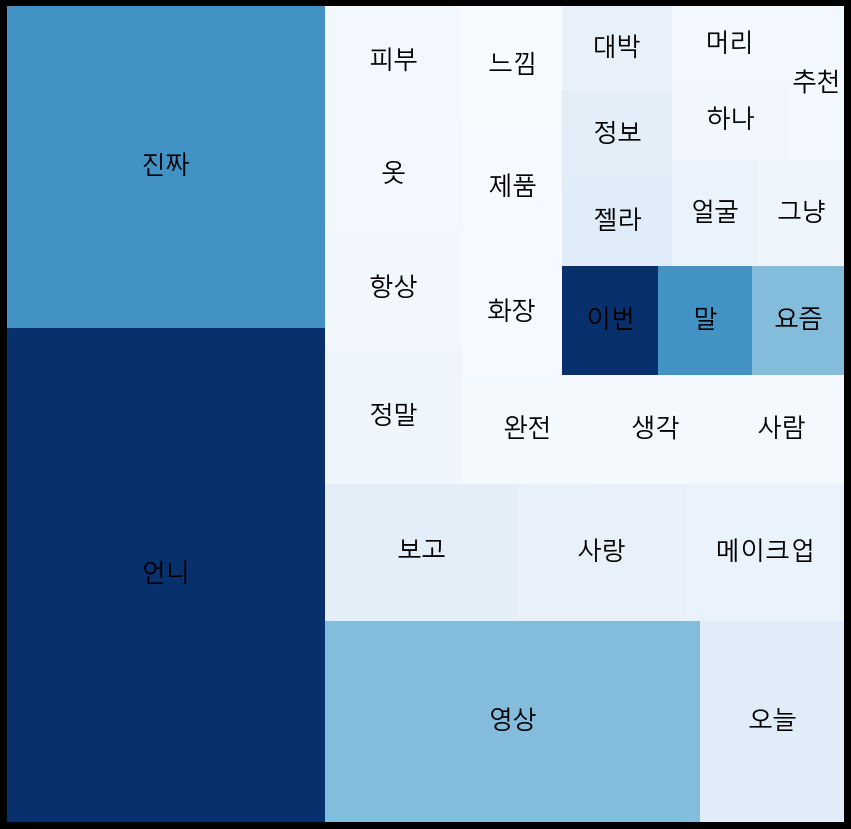 진짜
언니
피부
옷
항상
정말
느낌
제품
화장
대박
정보
젤라
머리
하나
추천
얼굴
그냥
이번
말
요즘
완전
생각
사람
보고
사랑
메이크업
영상
오늘